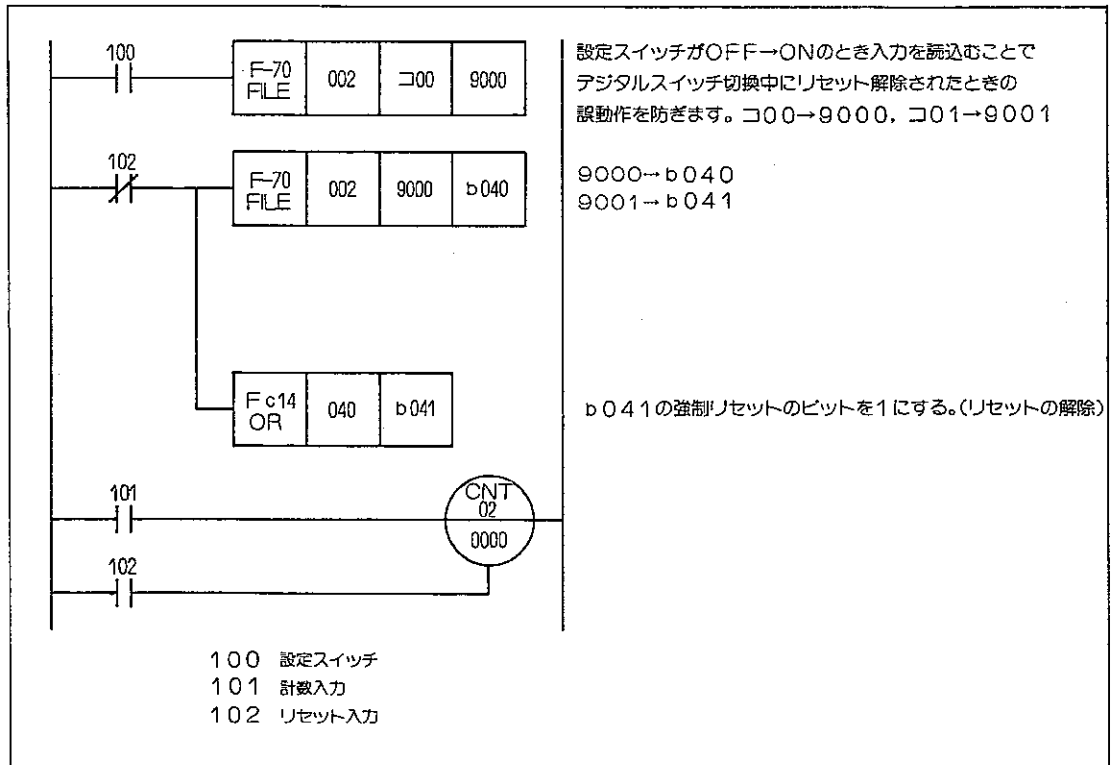 100
F-70
FILE
002
コ00
9000
設定スイッチがOFF→ONのとき入力を読込むことで
デジタルスイッチ切換中にリセット解除されたときの
誤動作を防ぎます。コ00→9000，コ01→9001
102
F-70
FILE
002
9000
b040
9000→b040
9001→b041
F c14
OR
040
b041
b041の強制リセットのビットを1にする。(リセットの解除)
101
CNT
02
0000
102
100 設定スイッチ
101 計数入力
102 リセット入力